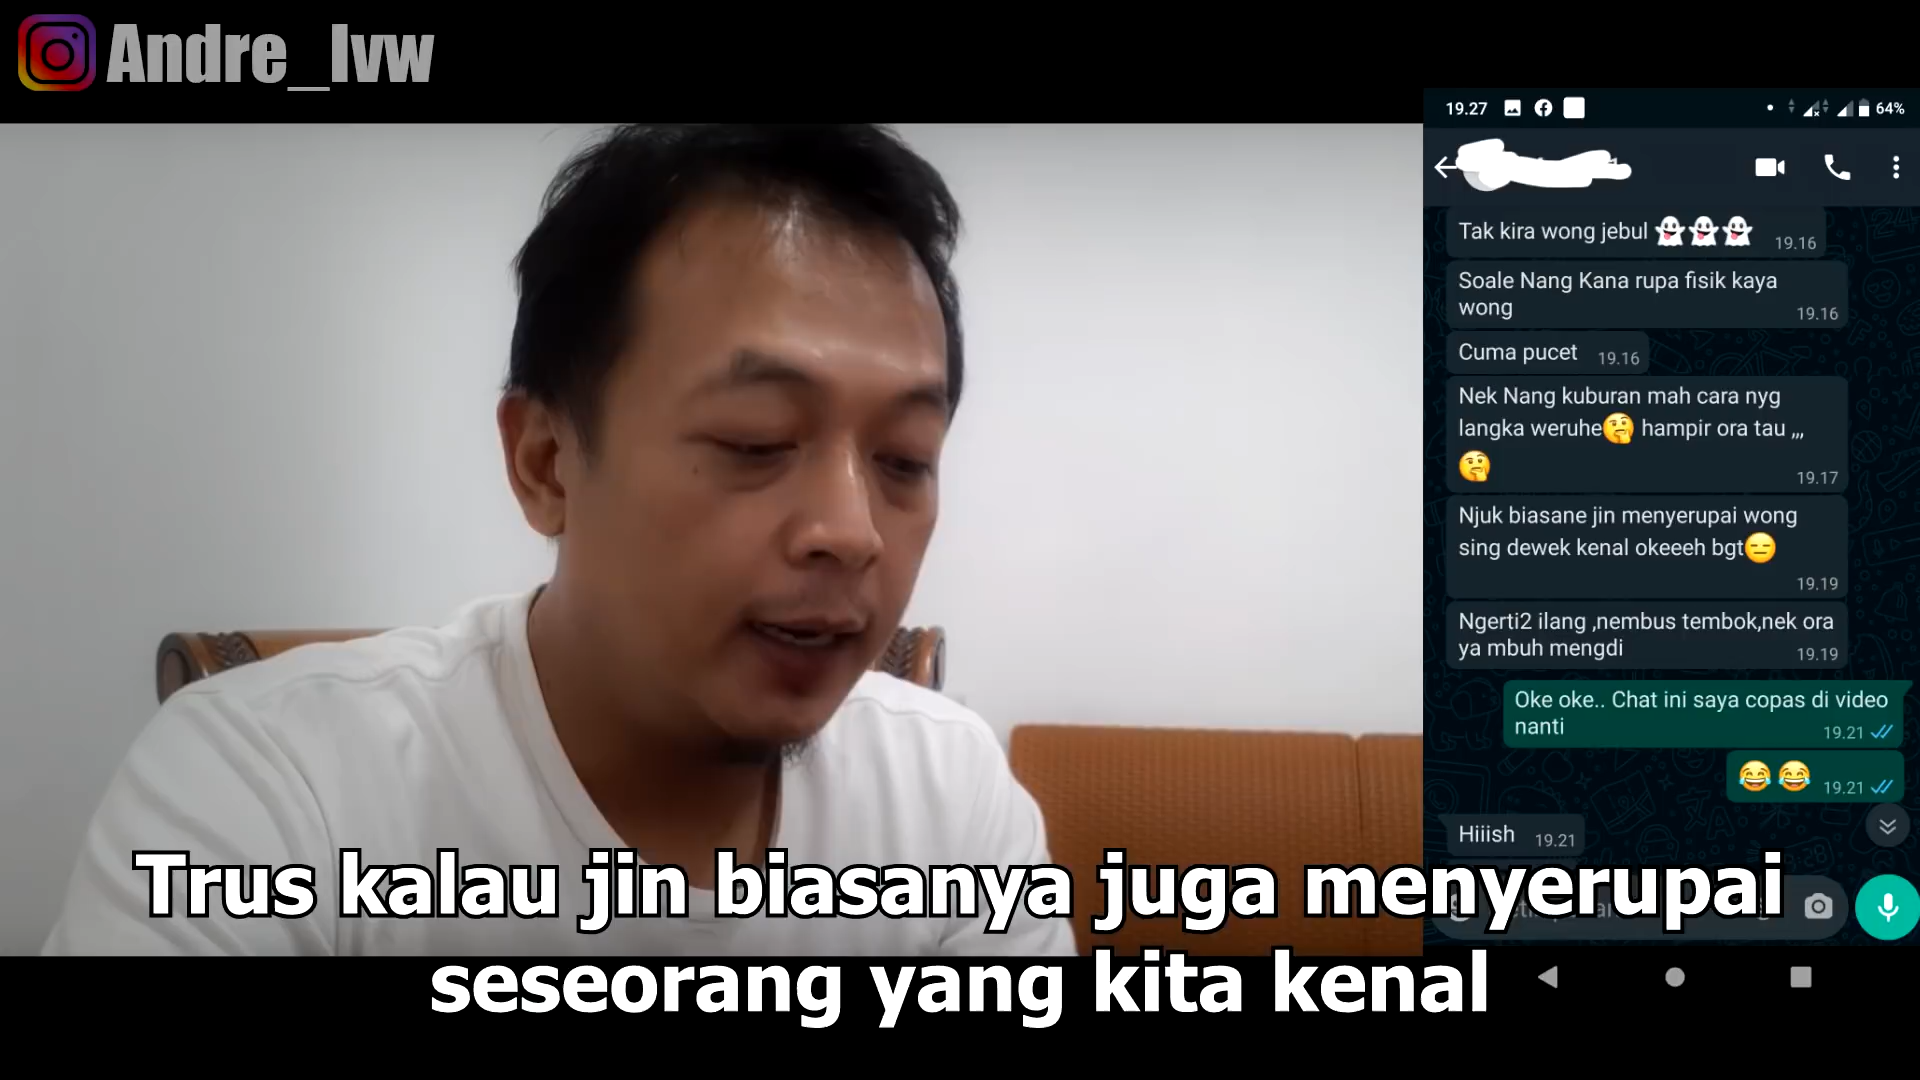 Andre_lvw
19.27
64%
Tak kira wong jebul 👻👻👻
19.16
Soale Nang Kana rupa fisik kaya
wong
19.16
Cuma pucet
19.16
Nek Nang kuburan mah cara nyg
langka weruhe🤔 hampir ora tau ,,,
🤔
19.17
Njuk biasane jin menyerupai wong
sing dewek kenal okeeeh bgt😑
19.19
Ngerti2 ilang ,nembus tembok,nek ora
ya mbuh mengdi
19.19
Oke oke.. Chat ini saya copas di video
nanti
19.21
😂😂
19.21
Hiiish
19.21
Trus kalau jin biasanya juga menyerupai
seseorang yang kita kenal